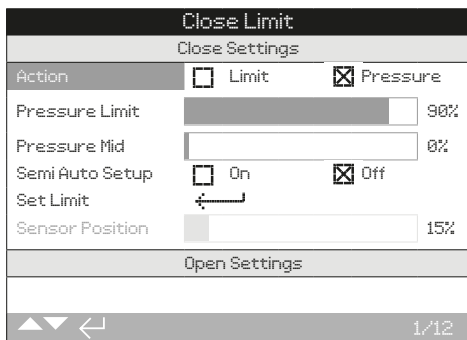 Close Limit
Close Settings
Action Limit Pressure
Pressure Limit 90%
Pressure Mid 0%
Semi Auto Setup On Off
Set Limit
Sensor Position 15%
Open Settings
1/12